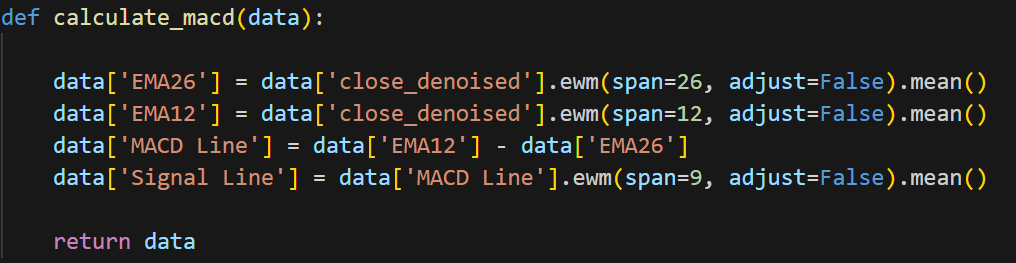 def calculate_macd(data):
data['EMA26'] = data['close_denoised'].ewm(span=26, adjust=False).mean()
data['EMA12'] = data['close_denoised'].ewm(span=12, adjust=False).mean()
data['MACD Line'] = data['EMA12'] - data['EMA26']
data['Signal Line'] = data['MACD Line'].ewm(span=9, adjust=False).mean()
return data